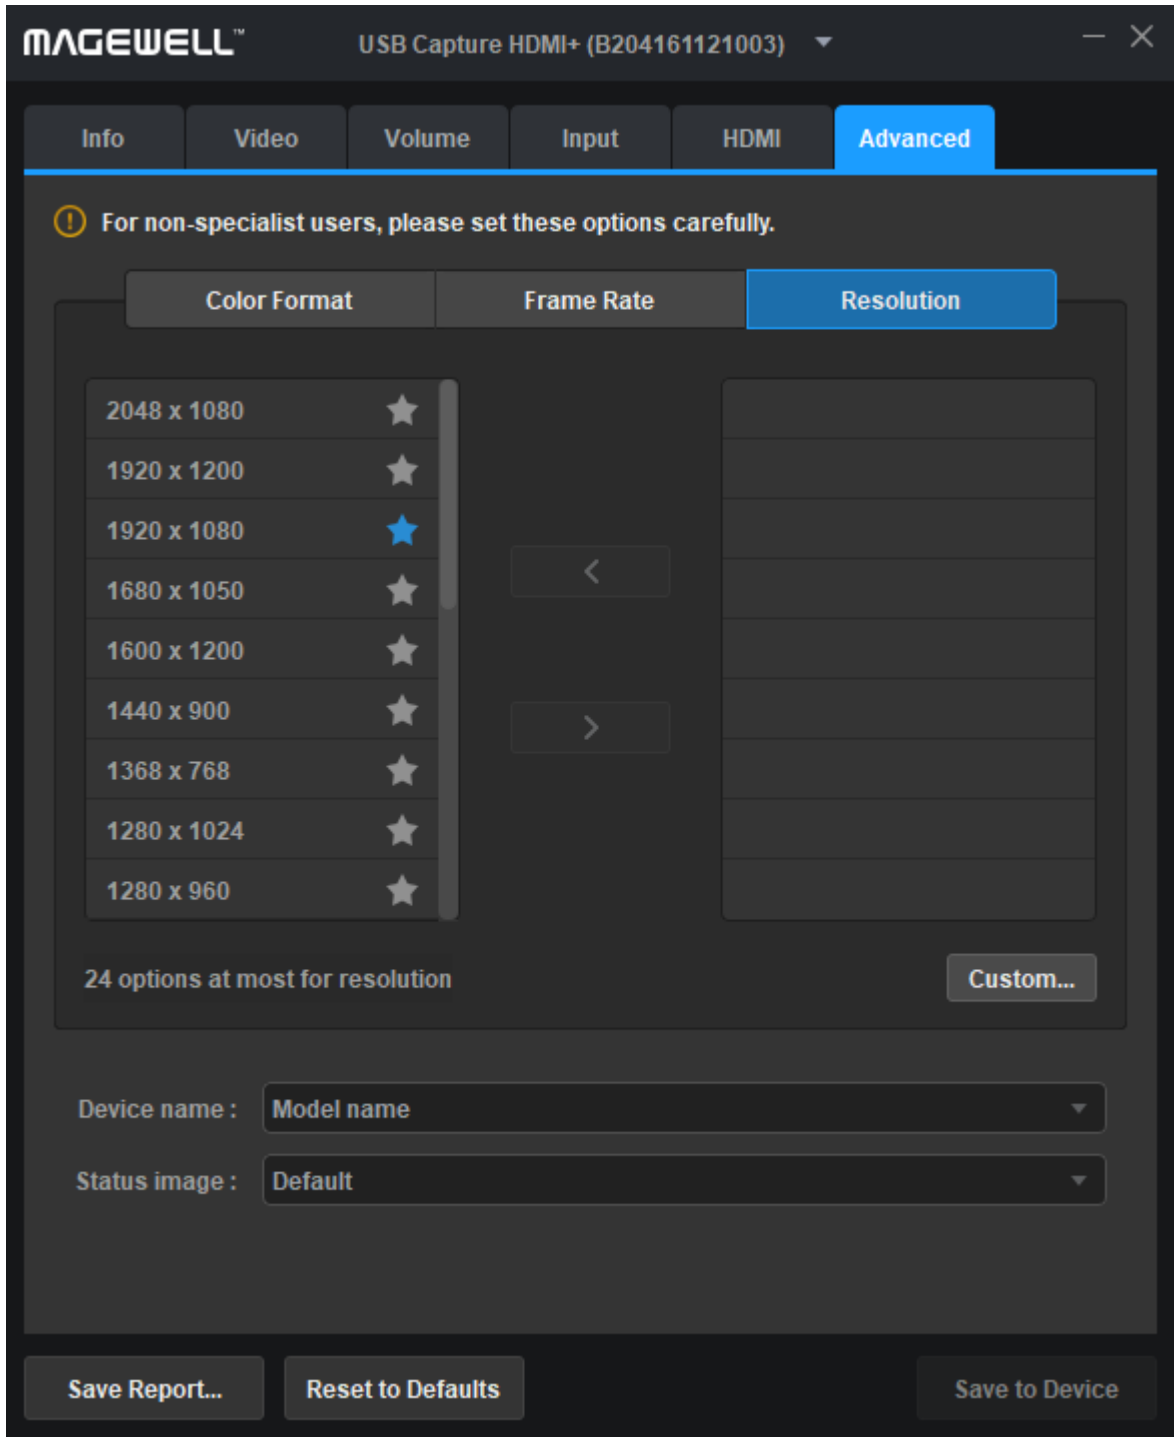 MAGEWELL™ USB Capture HDMI+ (B204161121003)
Info Video Volume Input HDMI Advanced
For non-specialist users, please set these options carefully.
Color Format Frame Rate Resolution
2048 x 1080
1920 x 1200
1920 x 1080
1680 x 1050
1600 x 1200
1440 x 900
1368 x 768
1280 x 1024
1280 x 960
24 options at most for resolution Custom...
Device name : Model name
Status image : Default
Save Report... Reset to Defaults Save to Device